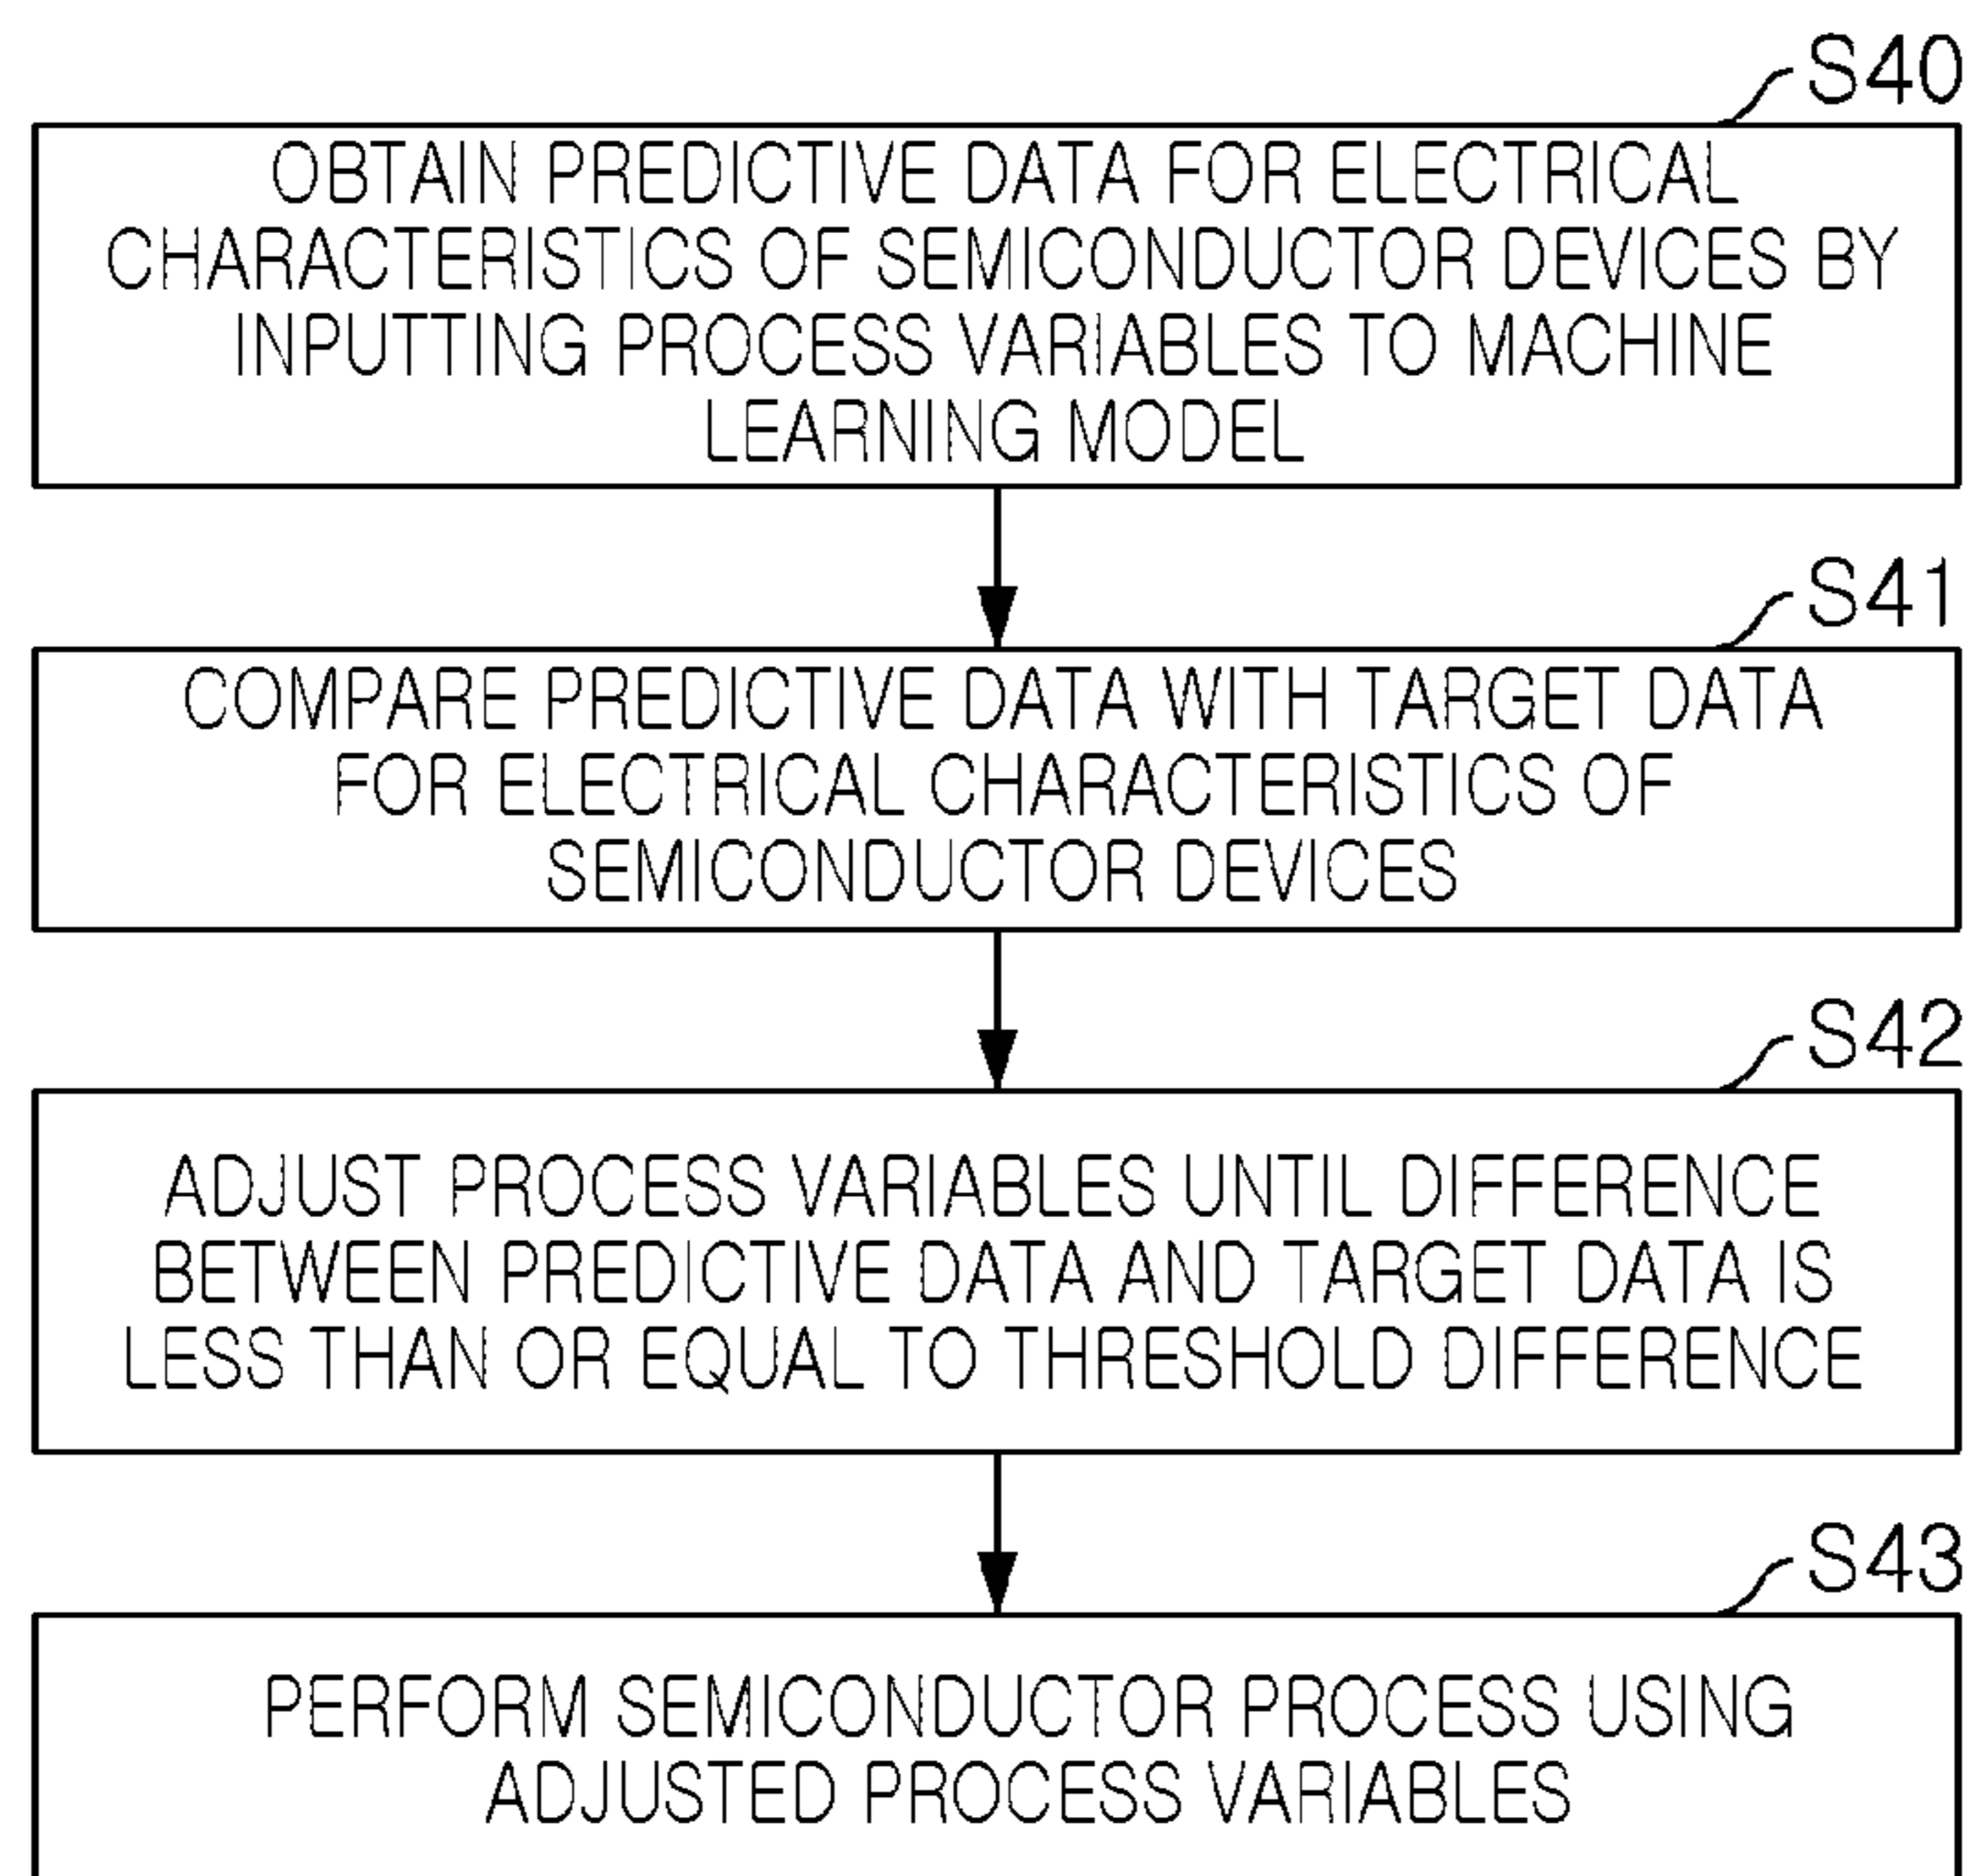 S40
OBTAIN PREDICTIVE DATA FOR ELECTRICAL
CHARACTERISTICS OF SEMICONDUCTOR DEVICES BY
INPUTTING PROCESS VARIABLES TO MACHINE
LEARNING MODEL
S41
COMPARE PREDICTIVE DATA WITH TARGET DATA
FOR ELECTRICAL CHARACTERISTICS OF
SEMICONDUCTOR DEVICES
S42
ADJUST PROCESS VARIABLES UNTIL DIFFERENCE
BETWEEN PREDICTIVE DATA AND TARGET DATA IS
LESS THAN OR EQUAL TO THRESHOLD DIFFERENCE
S43
PERFORM SEMICONDUCTOR PROCESS USING
ADJUSTED PROCESS VARIABLES